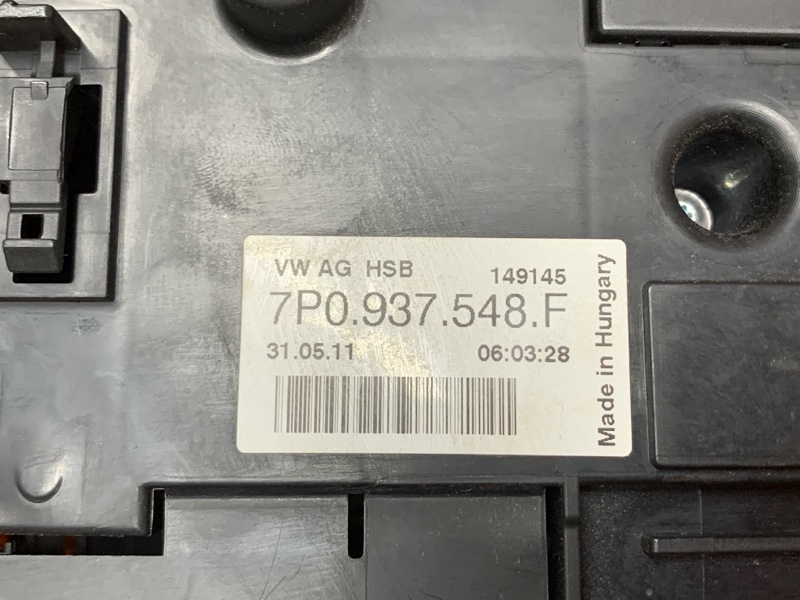 VW AG HSB 149145
7P0.937.548.F
31.05.11 06:03:28
Made in Hungary